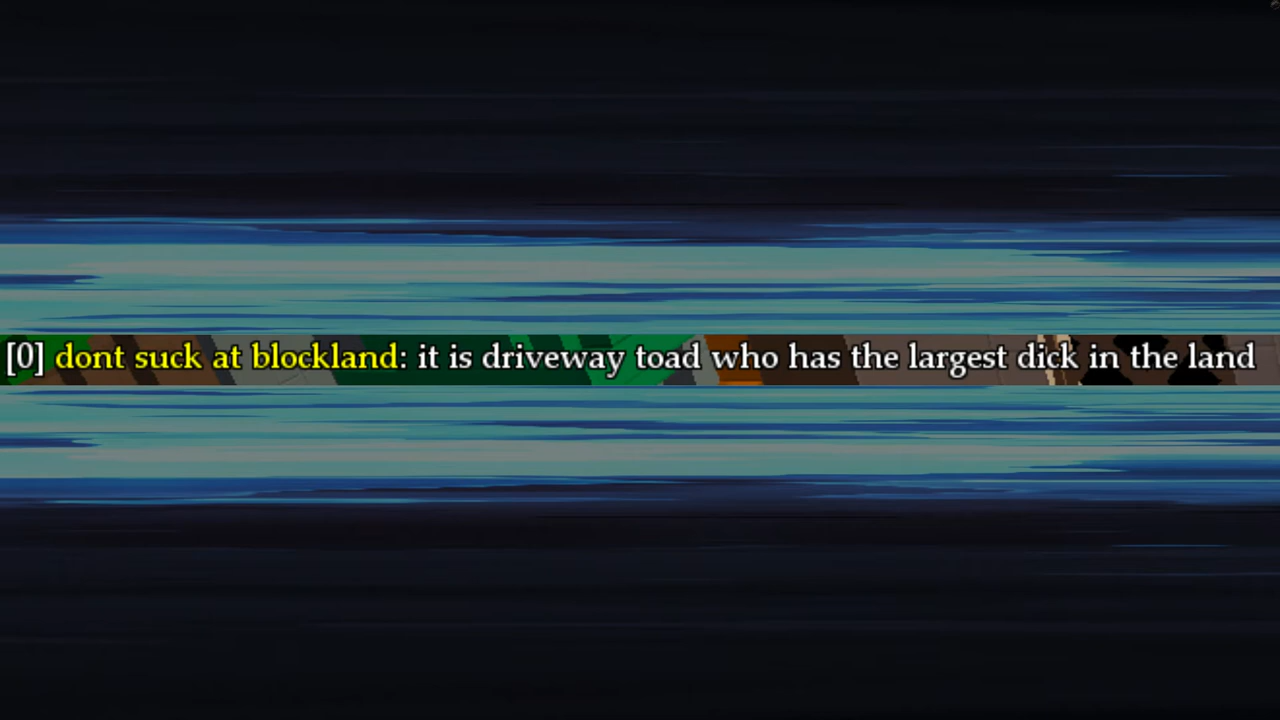 [0] dont suck at blockland: it is driveway toad who has the largest dick in the land